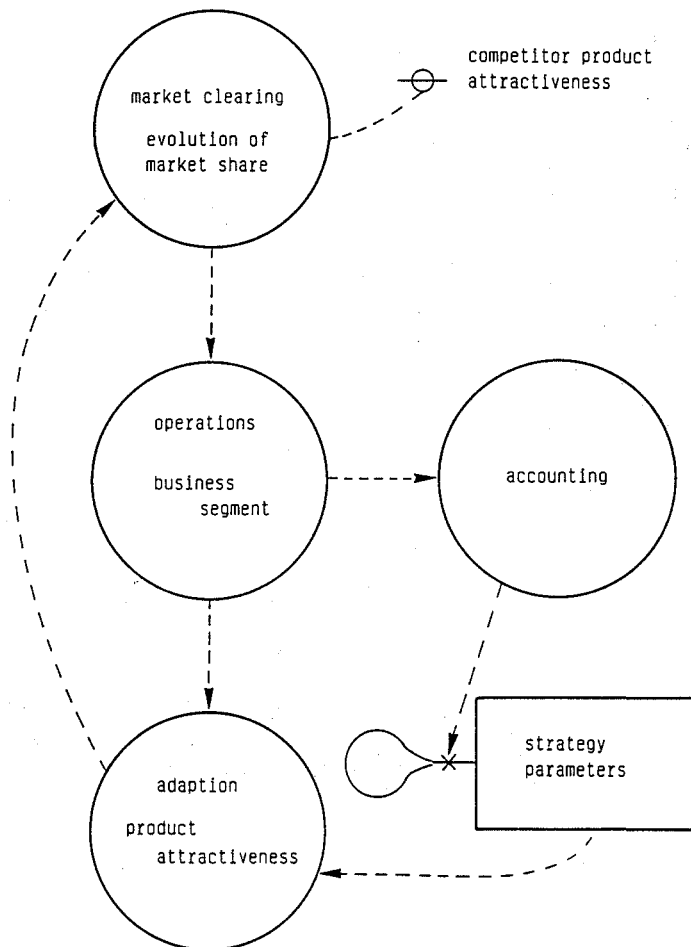 competitor product
attractiveness
market clearing
evolution of
market share
operations
business
segment
accounting
strategy
parameters
adaption
product
attractiveness